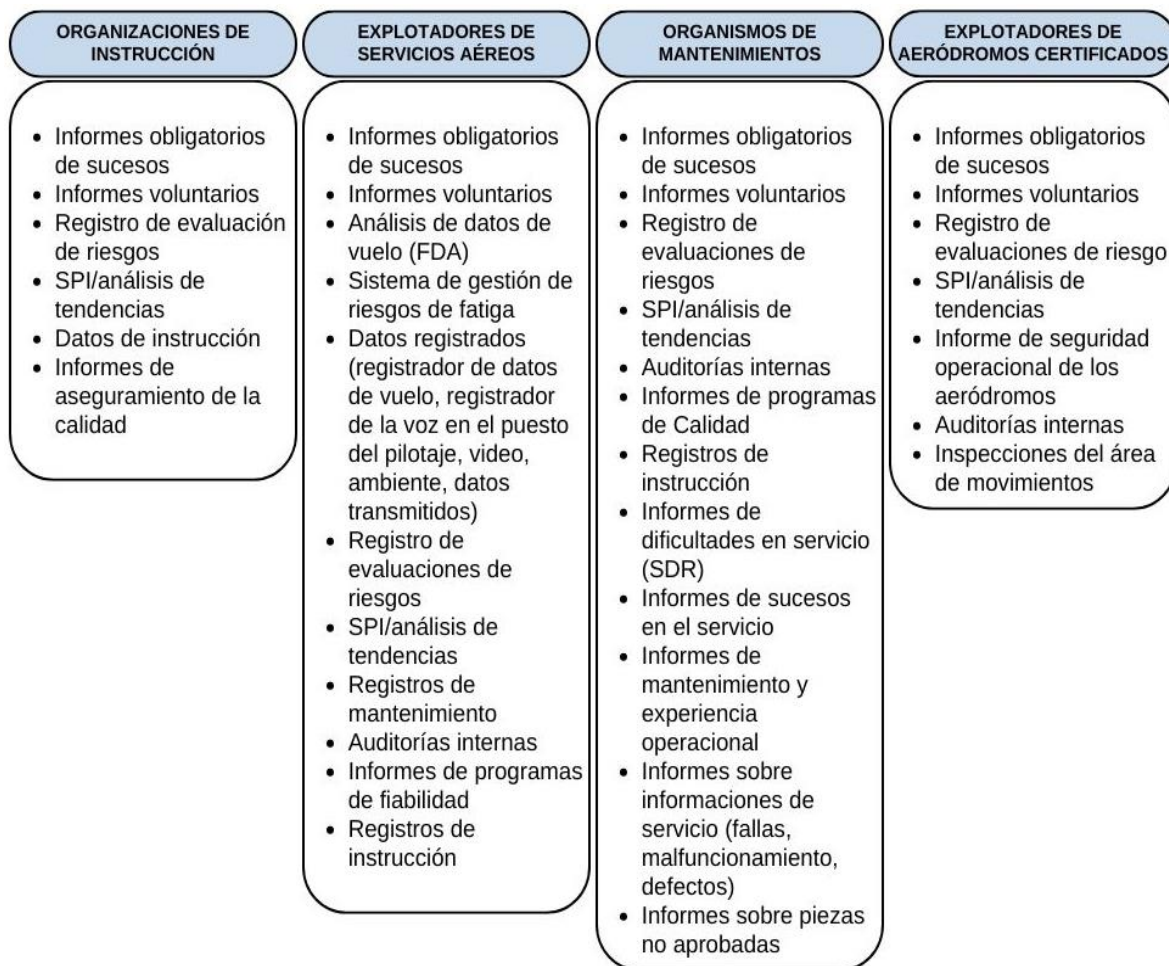 ORGANIZACIONES DE
INSTRUCCIÓN
• Informes obligatorios
de sucesos
• Informes voluntarios
• Registro de evaluación
de riesgos
• SPI/análisis de
tendencias
• Datos de instrucción
• Informes de
aseguramiento de la
calidad
EXPLOTADORES DE
SERVICIOS AÉREOS
• Informes obligatorios
de sucesos
• Informes voluntarios
• Análisis de datos de
vuelo (FDA)
• Sistema de gestión de
riesgos de fatiga
• Datos registrados
(registrador de datos
de vuelo, registrador
de la voz en el puesto
del pilotaje, video,
ambiente, datos
transmitidos)
• Registro de
evaluaciones de
riesgos
• SPI/análisis de
tendencias
• Registros de
mantenimiento
• Auditorías internas
• Informes de programas
de fiabilidad
• Registros de
instrucción
ORGANISMOS DE
MANTENIMIENTOS
• Informes obligatorios
de sucesos
• Informes voluntarios
• Registro de
evaluaciones de
riesgos
• SPI/análisis de
tendencias
• Auditorías internas
• Informes de programas
de Calidad
• Registros de
instrucción
• Informes de
dificultades en servicio
(SDR)
• Informes de sucesos
en el servicio
• Informes de
mantenimiento y
experiencia
operacional
• Informes sobre
informaciones de
servicio (fallas,
malfuncionamiento,
defectos)
• Informes sobre piezas
no aprobadas
EXPLOTADORES DE
AERÓDROMOS CERTIFICADOS
• Informes obligatorios
de sucesos
• Informes voluntarios
• Registro de
evaluaciones de riesgo
• SPI/análisis de
tendencias
• Informe de seguridad
operacional de los
aeródromos
• Auditorías internas
• Inspecciones del área
de movimientos